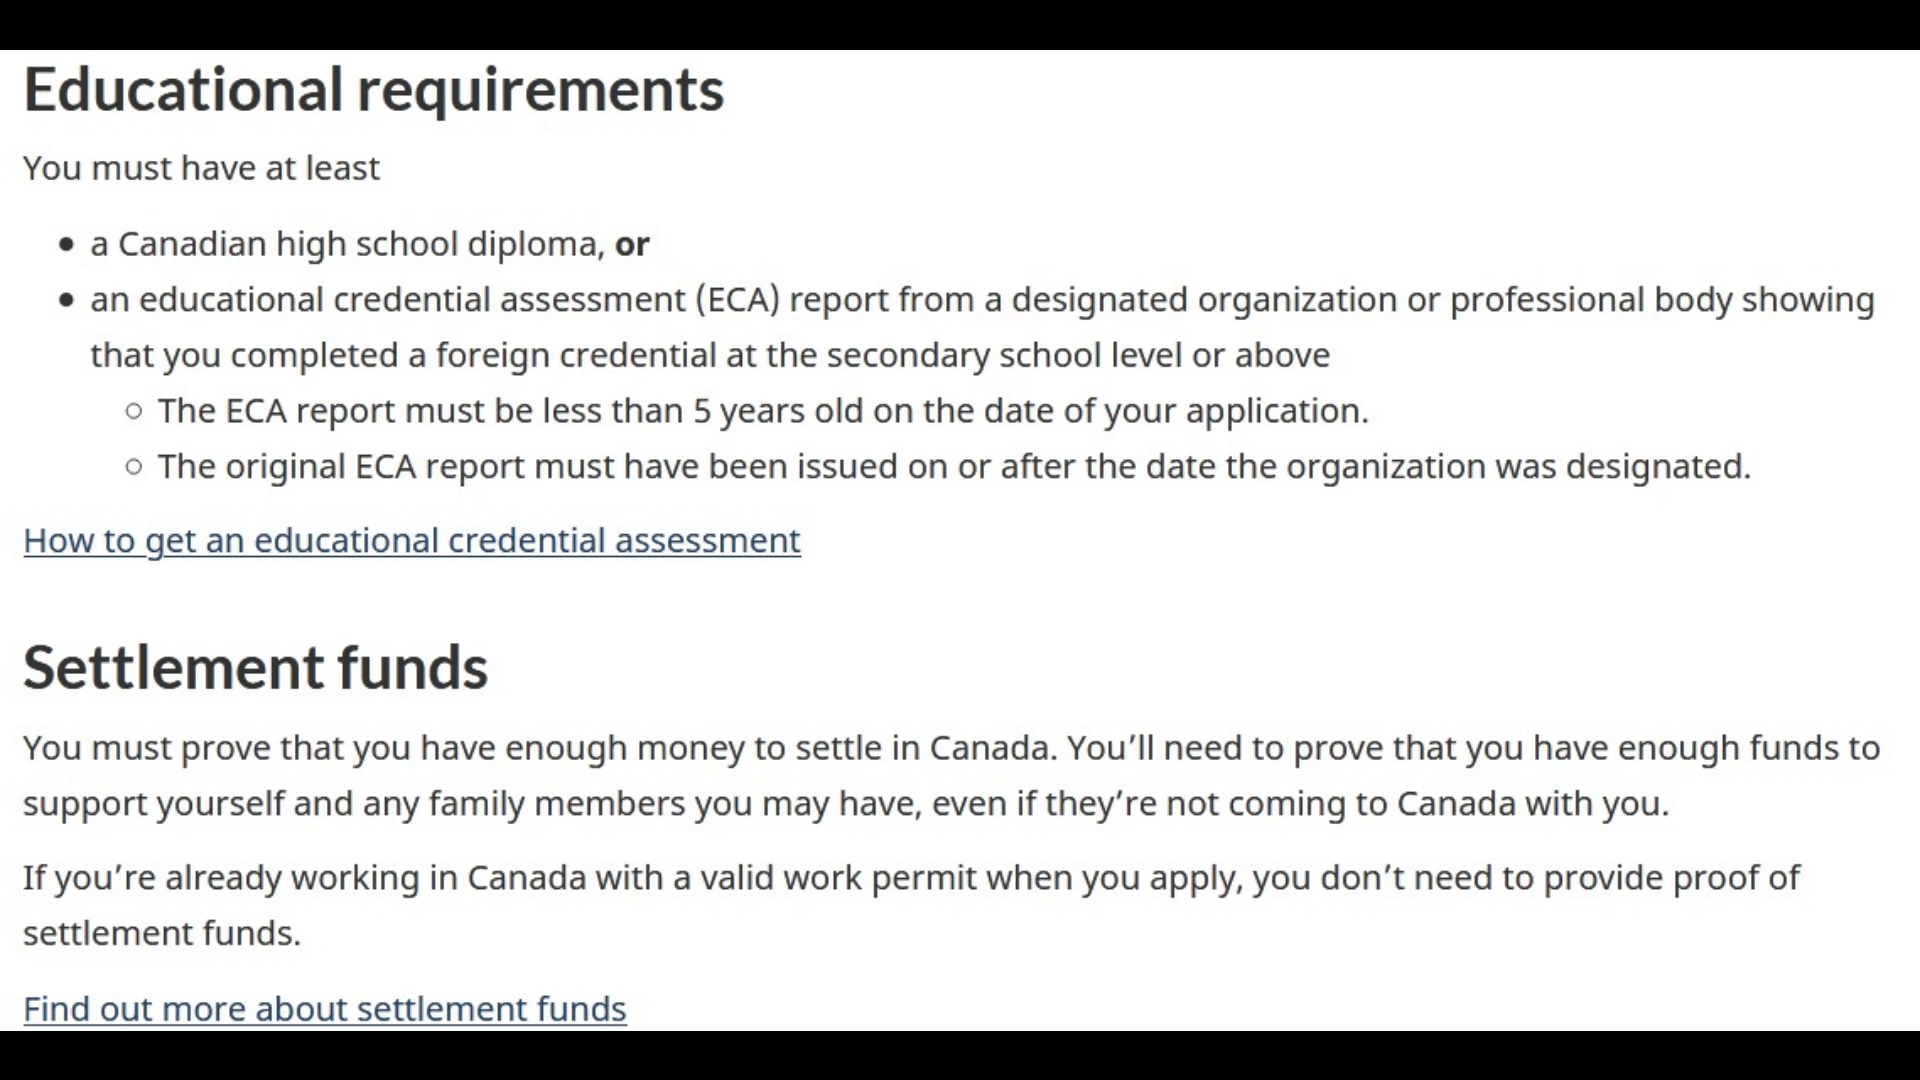 Educational requirements
You must have at least
• a Canadian high school diploma, or
• an educational credential assessment (ECA) report from a designated organization or professional body showing
that you completed a foreign credential at the secondary school level or above
○ The ECA report must be less than 5 years old on the date of your application.
○ The original ECA report must have been issued on or after the date the organization was designated.
How to get an educational credential assessment
Settlement funds
You must prove that you have enough money to settle in Canada. You’ll need to prove that you have enough funds to
support yourself and any family members you may have, even if they’re not coming to Canada with you.
If you’re already working in Canada with a valid work permit when you apply, you don’t need to provide proof of
settlement funds.
Find out more about settlement funds